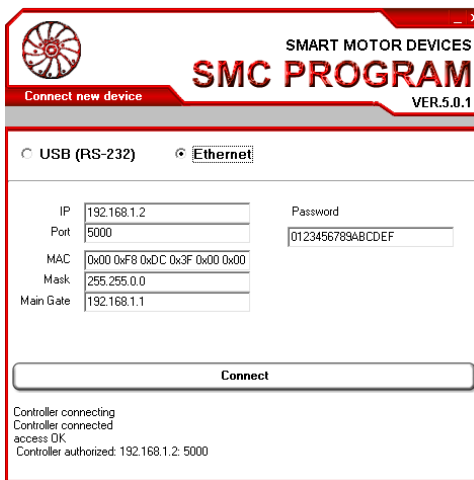 SMART MOTOR DEVICES
SMC PROGRAM
Connect new device
VER.5.0.1
USB (RS-232) Ethernet
IP 192.168.1.2 Password
Port 5000 0123456789ABCDEF
MAC 0x00 0xF8 0xDC 0x3F 0x00 0x00
Mask 255.255.0.0
Main Gate 192.168.1.1
Connect
Controller connecting
Controller connected
access OK
Controller authorized: 192.168.1.2: 5000